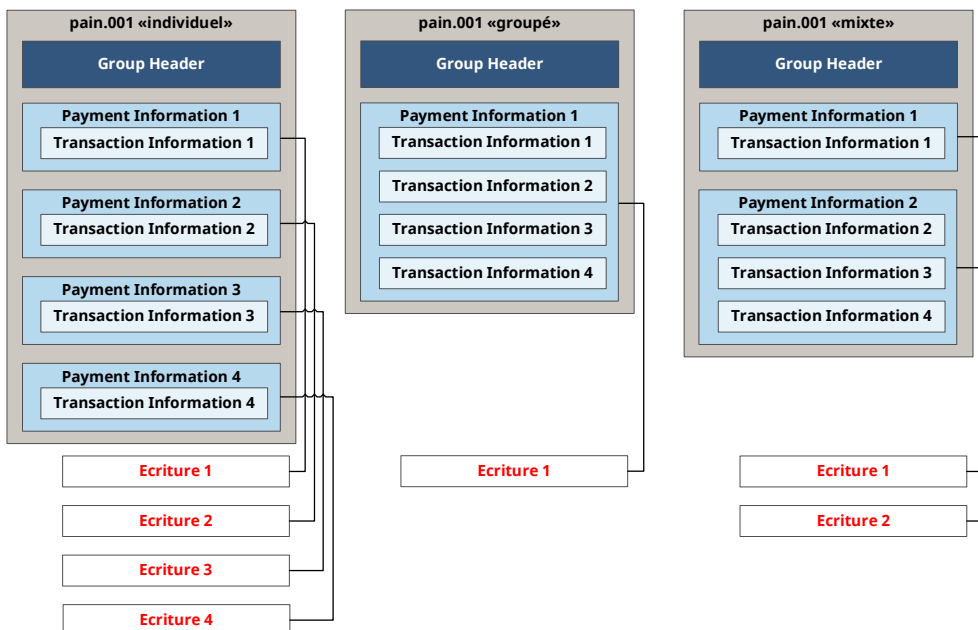 pain.001 «individuel»
Group Header
Payment Information 1
Transaction Information 1
Payment Information 2
Transaction Information 2
Payment Information 3
Transaction Information 3
Payment Information 4
Transaction Information 4
Ecriture 1
Ecriture 2
Ecriture 3
Ecriture 4
pain.001 «groupé»
Group Header
Payment Information 1
Transaction Information 1
Transaction Information 2
Transaction Information 3
Transaction Information 4
Ecriture 1
pain.001 «mixte»
Group Header
Payment Information 1
Transaction Information 1
Payment Information 2
Transaction Information 2
Transaction Information 3
Transaction Information 4
Ecriture 1
Ecriture 2